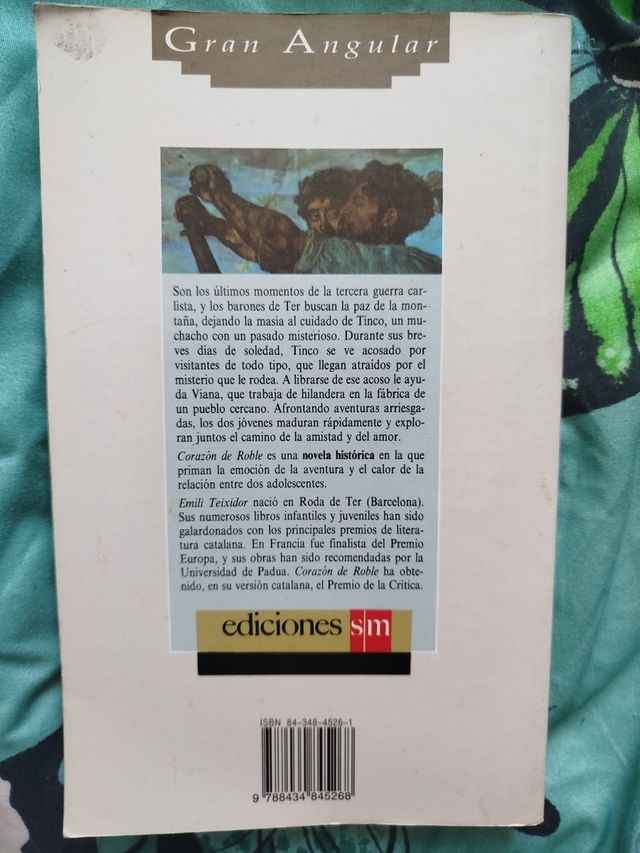 Gran Angular
Son los últimos momentos de la tercera guerra car-
lista, y los barones de Ter buscan la paz de la mon-
taña, dejando la masía al cuidado de Tinco, un mu-
chacho con un pasado misterioso. Durante sus bre-
ves días de soledad, Tinco se ve acosado por
visitantes de todo tipo, que llegan atraídos por el
misterio que le rodea. A librarse de ese acoso le ayu-
da Viana, que trabaja de hilandera en la fábrica de
un pueblo cercano. Afrontando aventuras arriesga-
das, los dos jóvenes maduran rápidamente y explo-
ran juntos el camino de la amistad y del amor.
Corazón de Roble es una novela histórica en la que
priman la emoción de la aventura y el calor de la
relación entre dos adolescentes.
Emili Teixidor nació en Roda de Ter (Barcelona).
Sus numerosos libros infantiles y juveniles han sido
galardonados con los principales premios de litera-
tura catalana. En Francia fue finalista del Premio
Europa, y sus obras han sido recomendadas por la
Universidad de Padua. Corazón de Roble ha obte-
nido, en su versión catalana, el Premio de la Crítica.
ediciones s/m
ISBN 84-348-4526-1
9 788434 845268